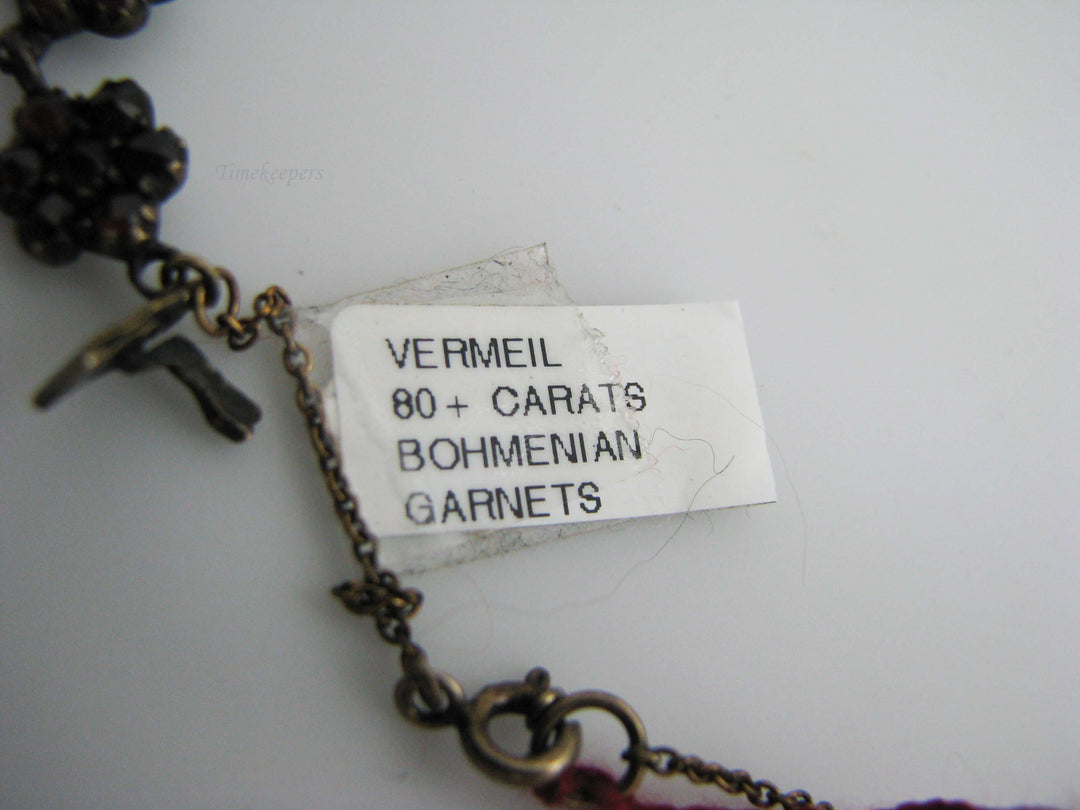 Timekeepers
VERMEIL
80+ CARATS
BOHMENIAN
GARNETS